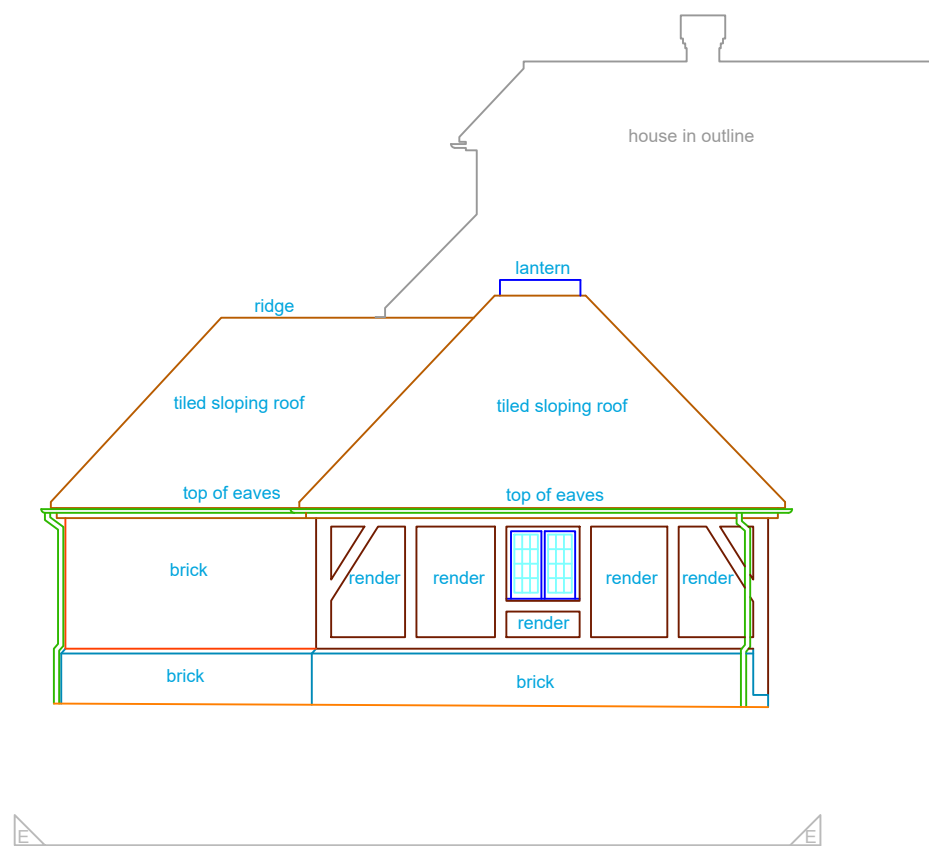 house in outline
lantern
ridge
tiled sloping roof
tiled sloping roof
top of eaves
top of eaves
brick
render
render
render
render
render
brick
brick
E
E